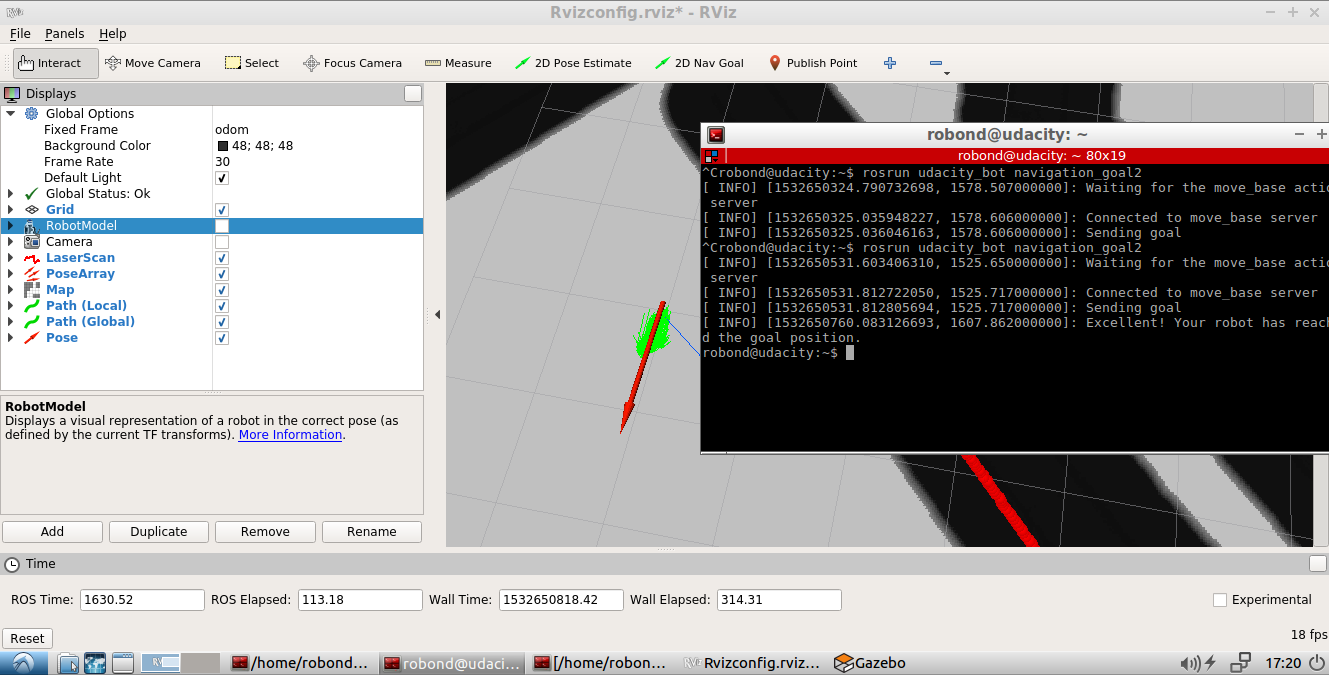 RViz
Rvizconfig.rviz* - RViz
File Panels Help
Interact Move Camera Select Focus Camera Measure 2D Pose Estimate 2D Nav Goal Publish Point
Displays
Global Options
Fixed Frame odom
Background Color 48; 48; 48
Frame Rate 30
Default Light
Global Status: Ok
Grid
RobotModel
Camera
LaserScan
PoseArray
Map
Path (Local)
Path (Global)
Pose
RobotModel
Displays a visual representation of a robot in the correct pose (as
defined by the current TF transforms). More Information.
Add Duplicate Remove Rename
robond@udacity: ~
robond@udacity: ~ 80x19
^Crobond@udacity:~$ rosrun udacity_bot navigation_goal2
[ INFO] [1532650324.790732698, 1578.507000000]: Waiting for the move_base actio
server
[ INFO] [1532650325.035948227, 1578.606000000]: Connected to move_base server
[ INFO] [1532650325.036046163, 1578.606000000]: Sending goal
^Crobond@udacity:~$ rosrun udacity_bot navigation_goal2
[ INFO] [1532650531.603406310, 1525.650000000]: Waiting for the move_base actio
server
[ INFO] [1532650531.812722050, 1525.717000000]: Connected to move_base server
[ INFO] [1532650531.812805694, 1525.717000000]: Sending goal
[ INFO] [1532650760.083126693, 1607.862000000]: Excellent! Your robot has reach
d the goal position.
robond@udacity:~$
Time
ROS Time: 1630.52 ROS Elapsed: 113.18 Wall Time: 1532650818.42 Wall Elapsed: 314.31 Experimental
Reset 18 fps
/home/robond... robond@udaci... [/home/robon... RViz Rvizconfig.rviz... Gazebo 17:20